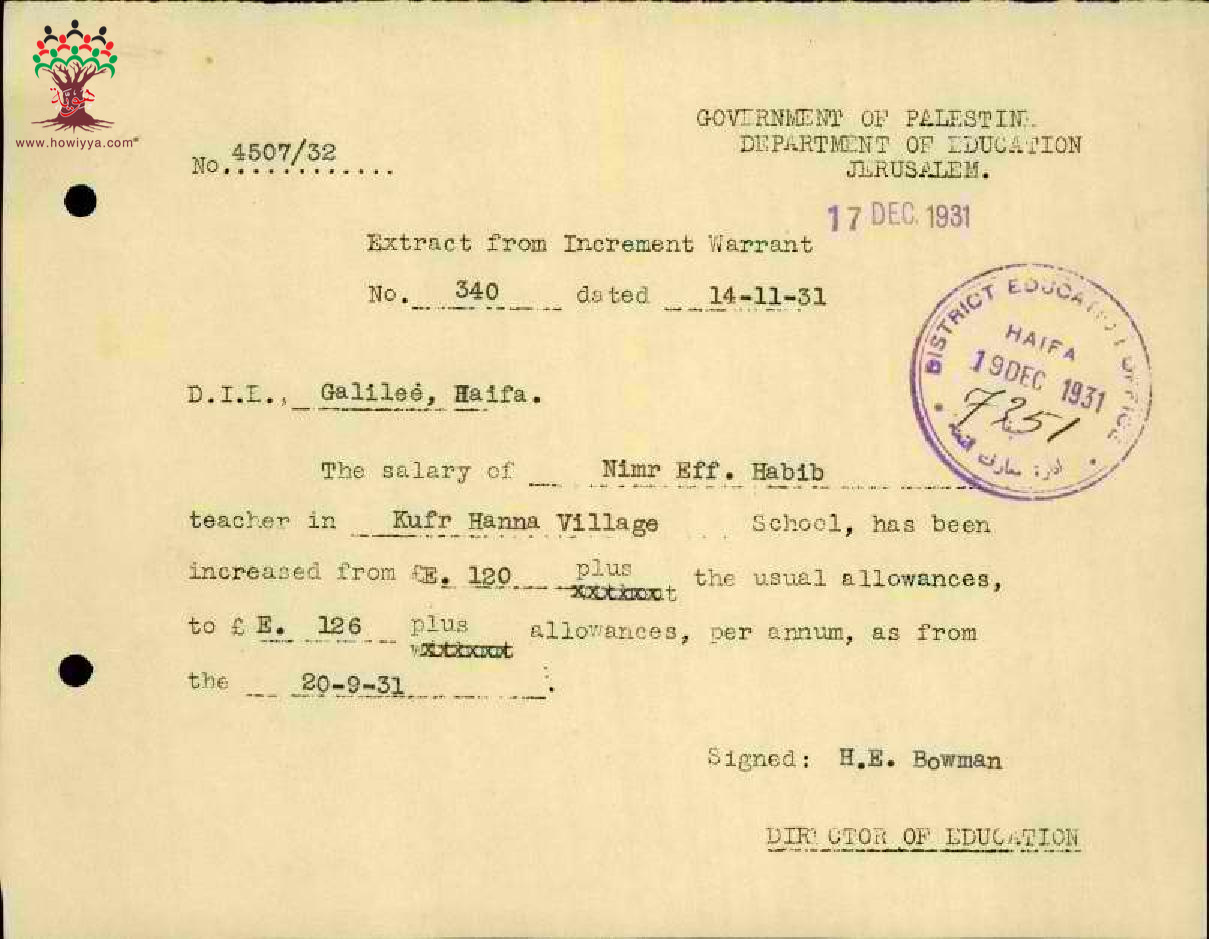 هوية
www.howiyya.com
GOVERNMENT OF PALESTINE
DEPARTMENT OF EDUCATION
JERUSALEM.
No. 4507/32
17 DEC. 1931
Extract from Increment Warrant
No. 340 dated 14-11-31
DISTRICT EDUCATION OFFICE
HAIFA
19 DEC 1931
7251
D.I.E., Galilee, Haifa.
The salary of Nimr Eff. Habib
teacher in Kufr Hanna Village School, has been
increased from £E. 120 plus the usual allowances,
to £ E. 126 plus allowances, per annum, as from
the 20-9-31.
Signed: H.E. Bowman
DIRECTOR OF EDUCATION